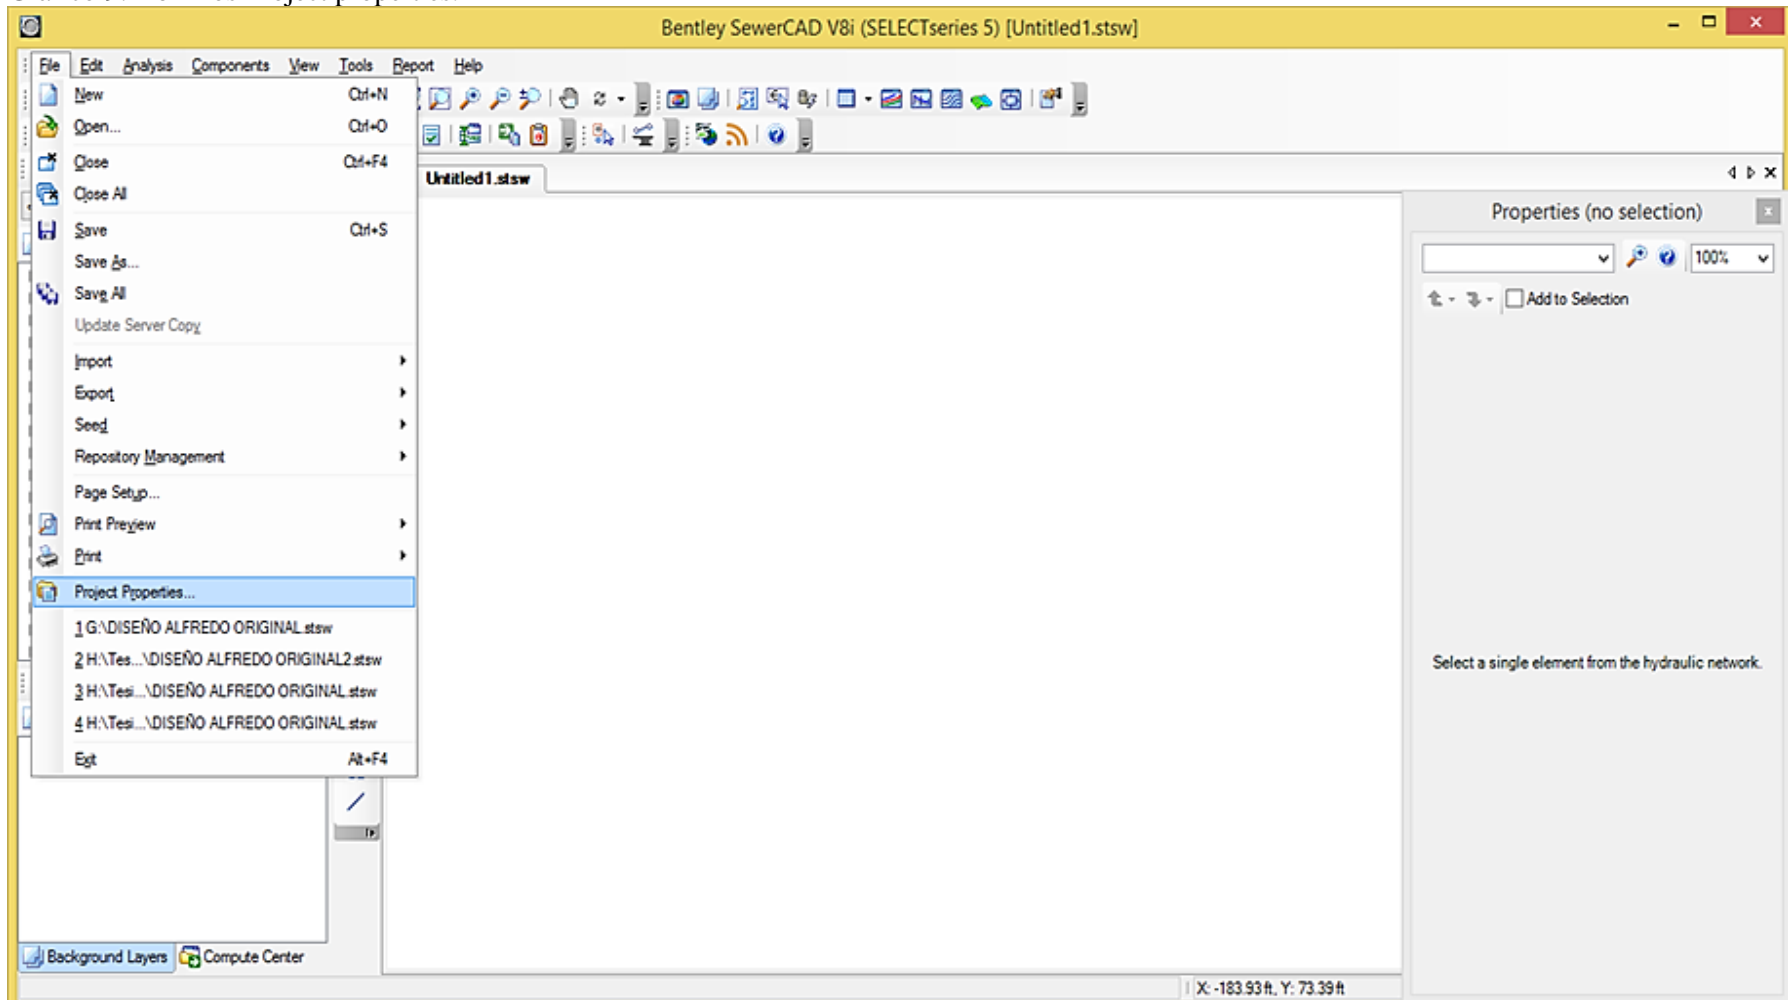 Bentley SewerCAD V8i (SELECTseries 5) [Untitled1.stsw]
File Edit Analysis Components View Tools Report Help
New Ctrl+N
Open... Ctrl+O
Close Ctrl+F4
Close All
Save Ctrl+S
Save As...
Save All
Update Server Copy
Import
Export
Seed
Repository Management
Page Setup...
Print Preview
Print
Project Properties...
1 G:\DISEÑO ALFREDO ORIGINAL.stsw
2 H:\Tes...\DISEÑO ALFREDO ORIGINAL2.stsw
3 H:\Tesi...\DISEÑO ALFREDO ORIGINAL.stsw
4 H:\Tesi...\DISEÑO ALFREDO ORIGINAL.stsw
Exit Alt+F4
Untitled1.stsw
Properties (no selection)
100%
Add to Selection
Select a single element from the hydraulic network.
Background Layers Compute Center
X: -183.93 ft, Y: 73.39 ft